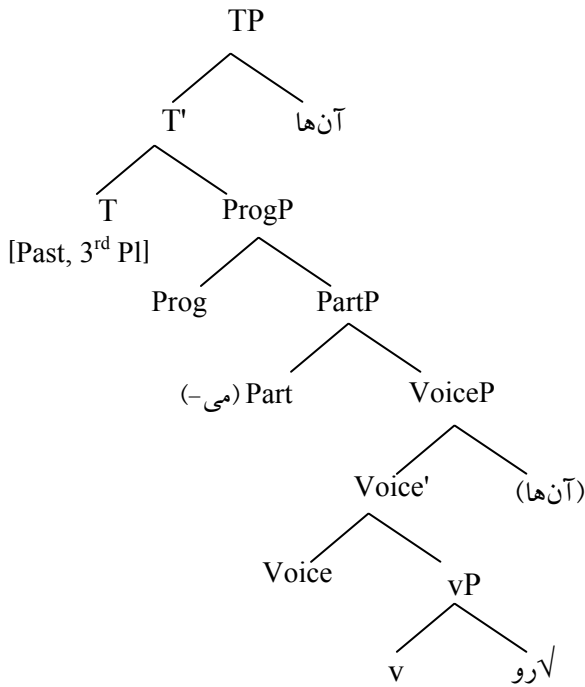 TP
T' آن‌ها
T ProgP
[Past, 3rd Pl]
Prog PartP
Part (می-) VoiceP
Voice' (آن‌ها)
Voice vP
v √رو